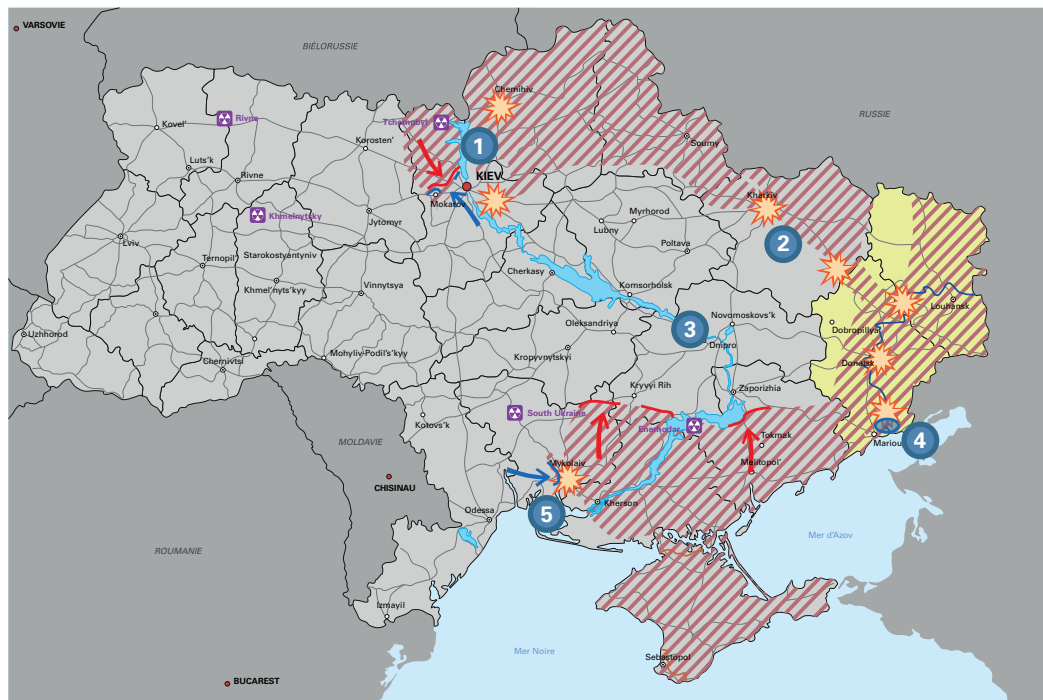 VARSOVIE
BIÉLORUSSIE
RUSSIE
Chernihiv
Rivne
Tchernobyl
Kovel'
Korosten'
Soumy
1
Luts'k
Rivne
KIEV
Mokarov
Kharkiv
Khmelnytsky
Jytomyr
Myrhorod
Lubny
2
Lviv
Starokostyantyniv
Ternopil'
Poltava
Cherkasy
Khmel'nyts'kyy
Vinnytsya
Komsorholsk
Louhansk
Novomoskovs'k
Oleksandriya
3
Dobropillya
Uzhhorod
Dnipro
Mohyliv-Podil's'kyy
Kropyvnytskyi
Donetsk
Chernivtsi
Kryyyi Rih
Zaporizhia
South Ukraine
Kotovs'k
Enerhodar
Tokmak
Mariou
4
MOLDAVIE
Mykolaiv
Melitopol'
CHISINAU
Kherson
Odessa
5
Mer d'Azov
ROUMANIE
Izmayil
Mer Noire
Sebastopol
BUCAREST